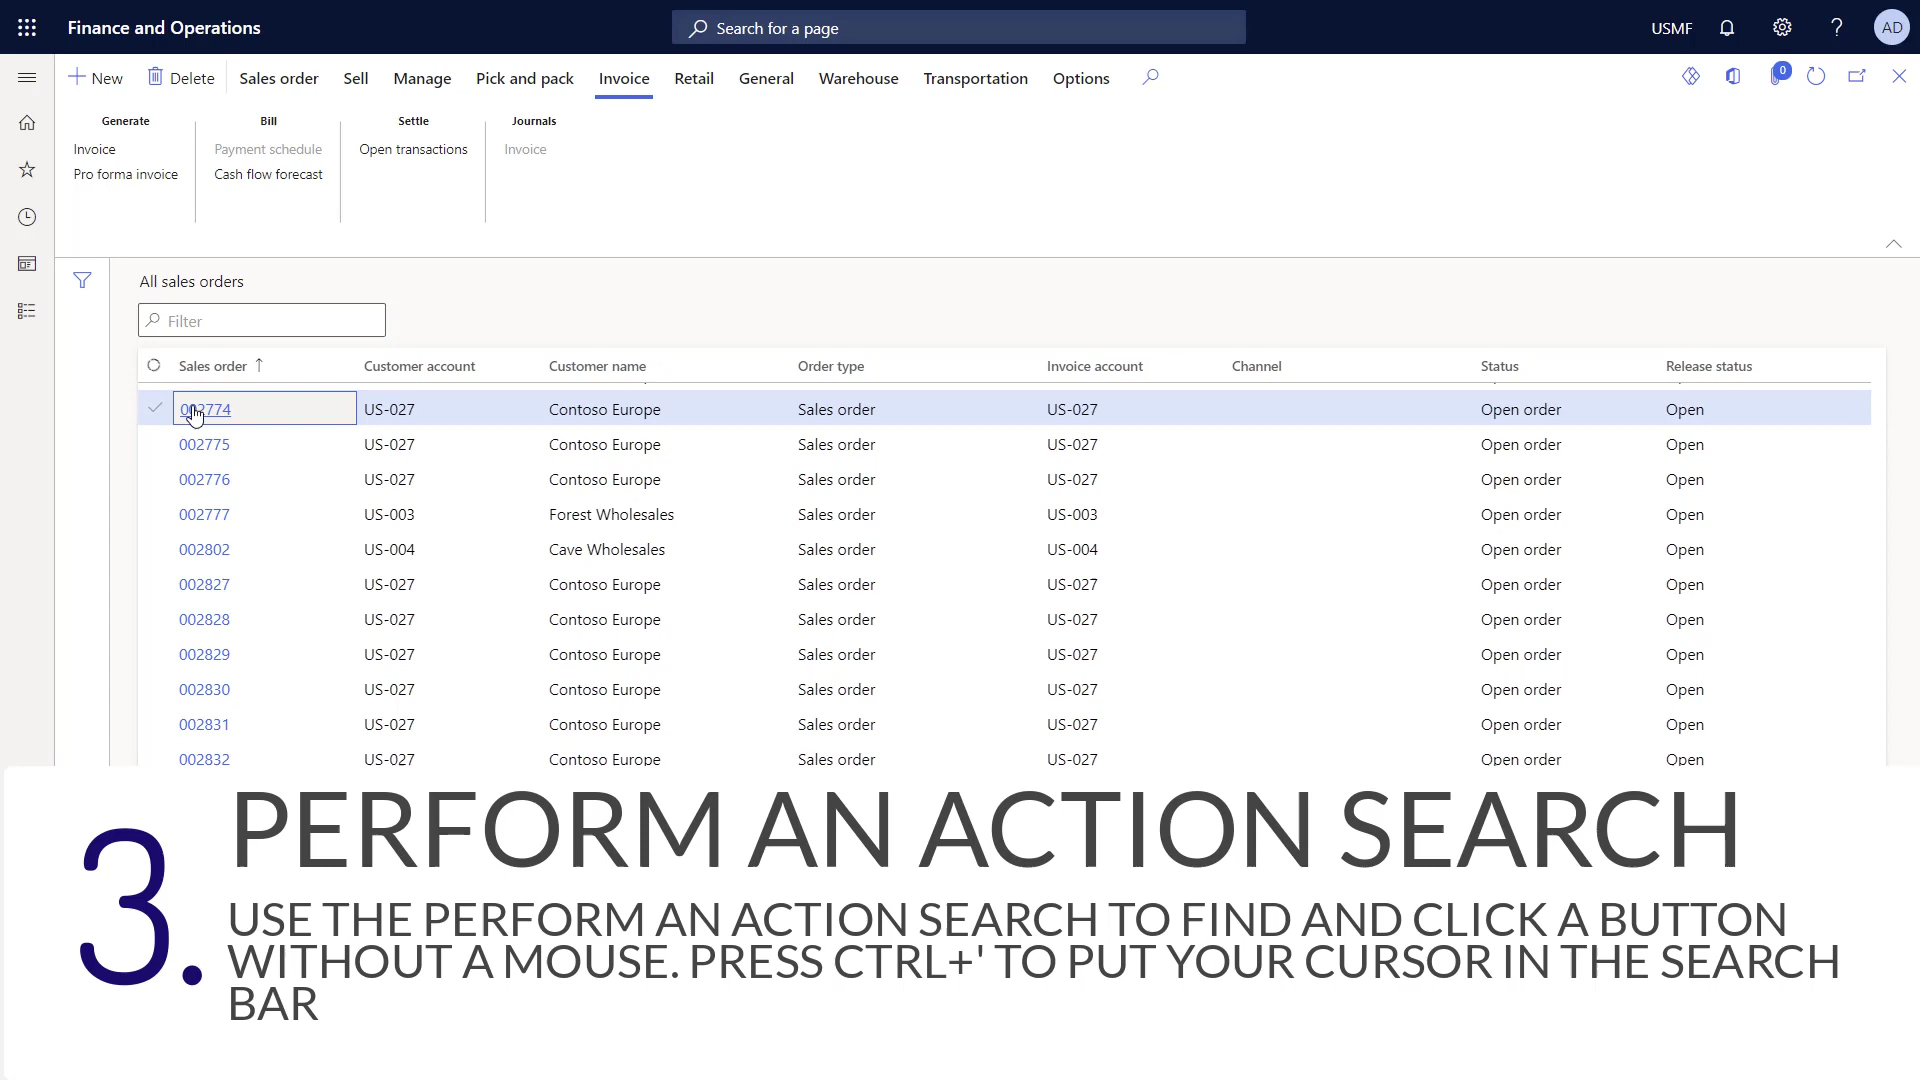 Finance and Operations
Search for a page
USMF
AD
New
Delete
Sales order
Sell
Manage
Pick and pack
Invoice
Retail
General
Warehouse
Transportation
Options
0
Generate
Bill
Settle
Journals
Invoice
Payment schedule
Open transactions
Invoice
Pro forma invoice
Cash flow forecast
All sales orders
Filter
Sales order Customer account Customer name Order type Invoice account Channel Status Release status
002774 US-027 Contoso Europe Sales order US-027 Open order Open
002775 US-027 Contoso Europe Sales order US-027 Open order Open
002776 US-027 Contoso Europe Sales order US-027 Open order Open
002777 US-003 Forest Wholesales Sales order US-003 Open order Open
002802 US-004 Cave Wholesales Sales order US-004 Open order Open
002827 US-027 Contoso Europe Sales order US-027 Open order Open
002828 US-027 Contoso Europe Sales order US-027 Open order Open
002829 US-027 Contoso Europe Sales order US-027 Open order Open
002830 US-027 Contoso Europe Sales order US-027 Open order Open
002831 US-027 Contoso Europe Sales order US-027 Open order Open
002832 US-027 Contoso Europe Sales order US-027 Open order Open
3.
PERFORM AN ACTION SEARCH
USE THE PERFORM AN ACTION SEARCH TO FIND AND CLICK A BUTTON
WITHOUT A MOUSE. PRESS CTRL+' TO PUT YOUR CURSOR IN THE SEARCH
BAR